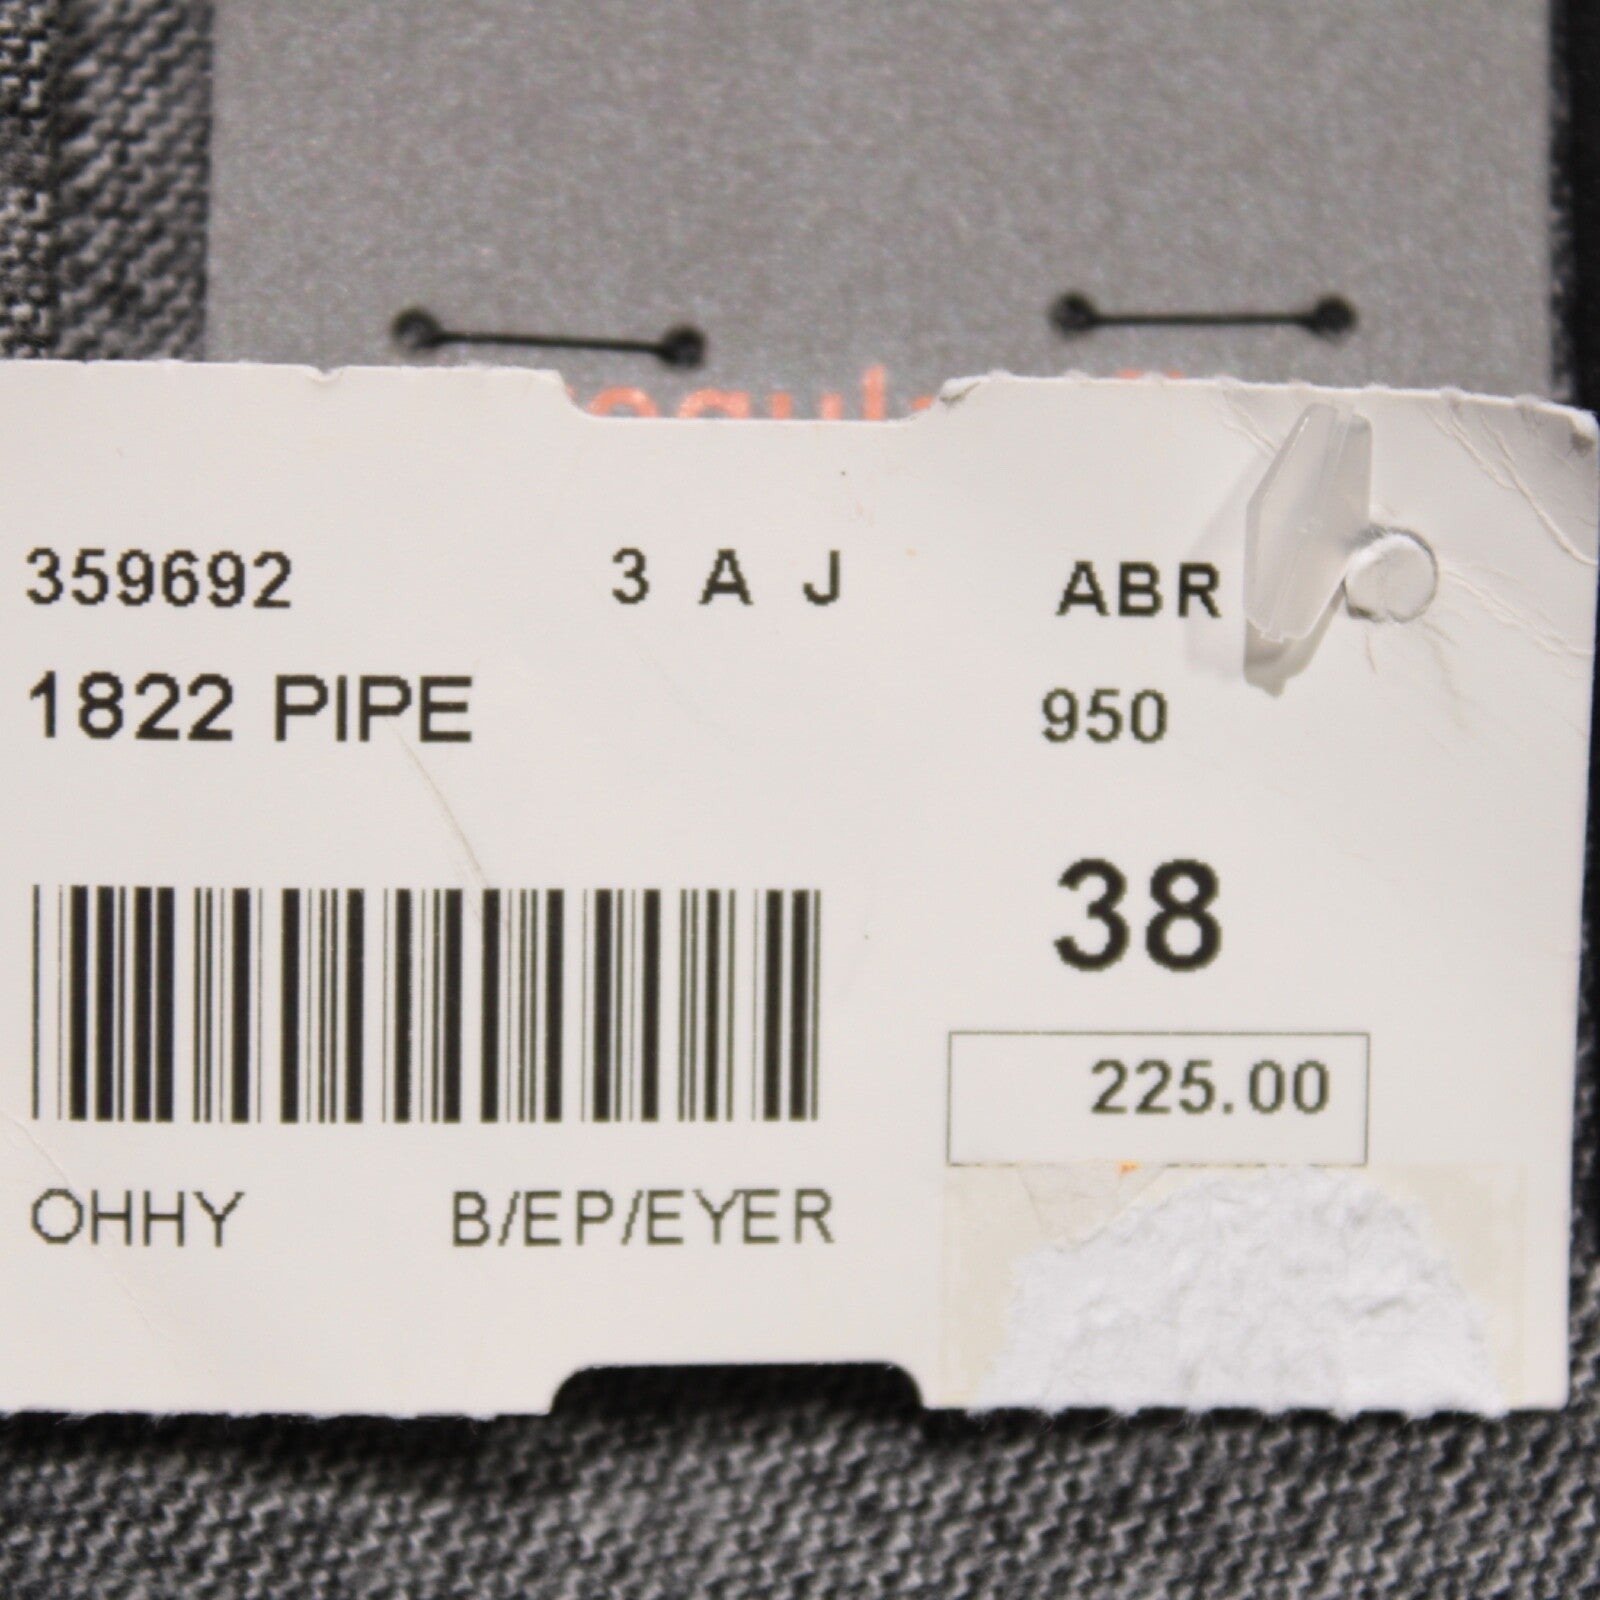 359692 3 A J ABR
1822 PIPE 950
38
225.00
OHHY B/EP/EYER